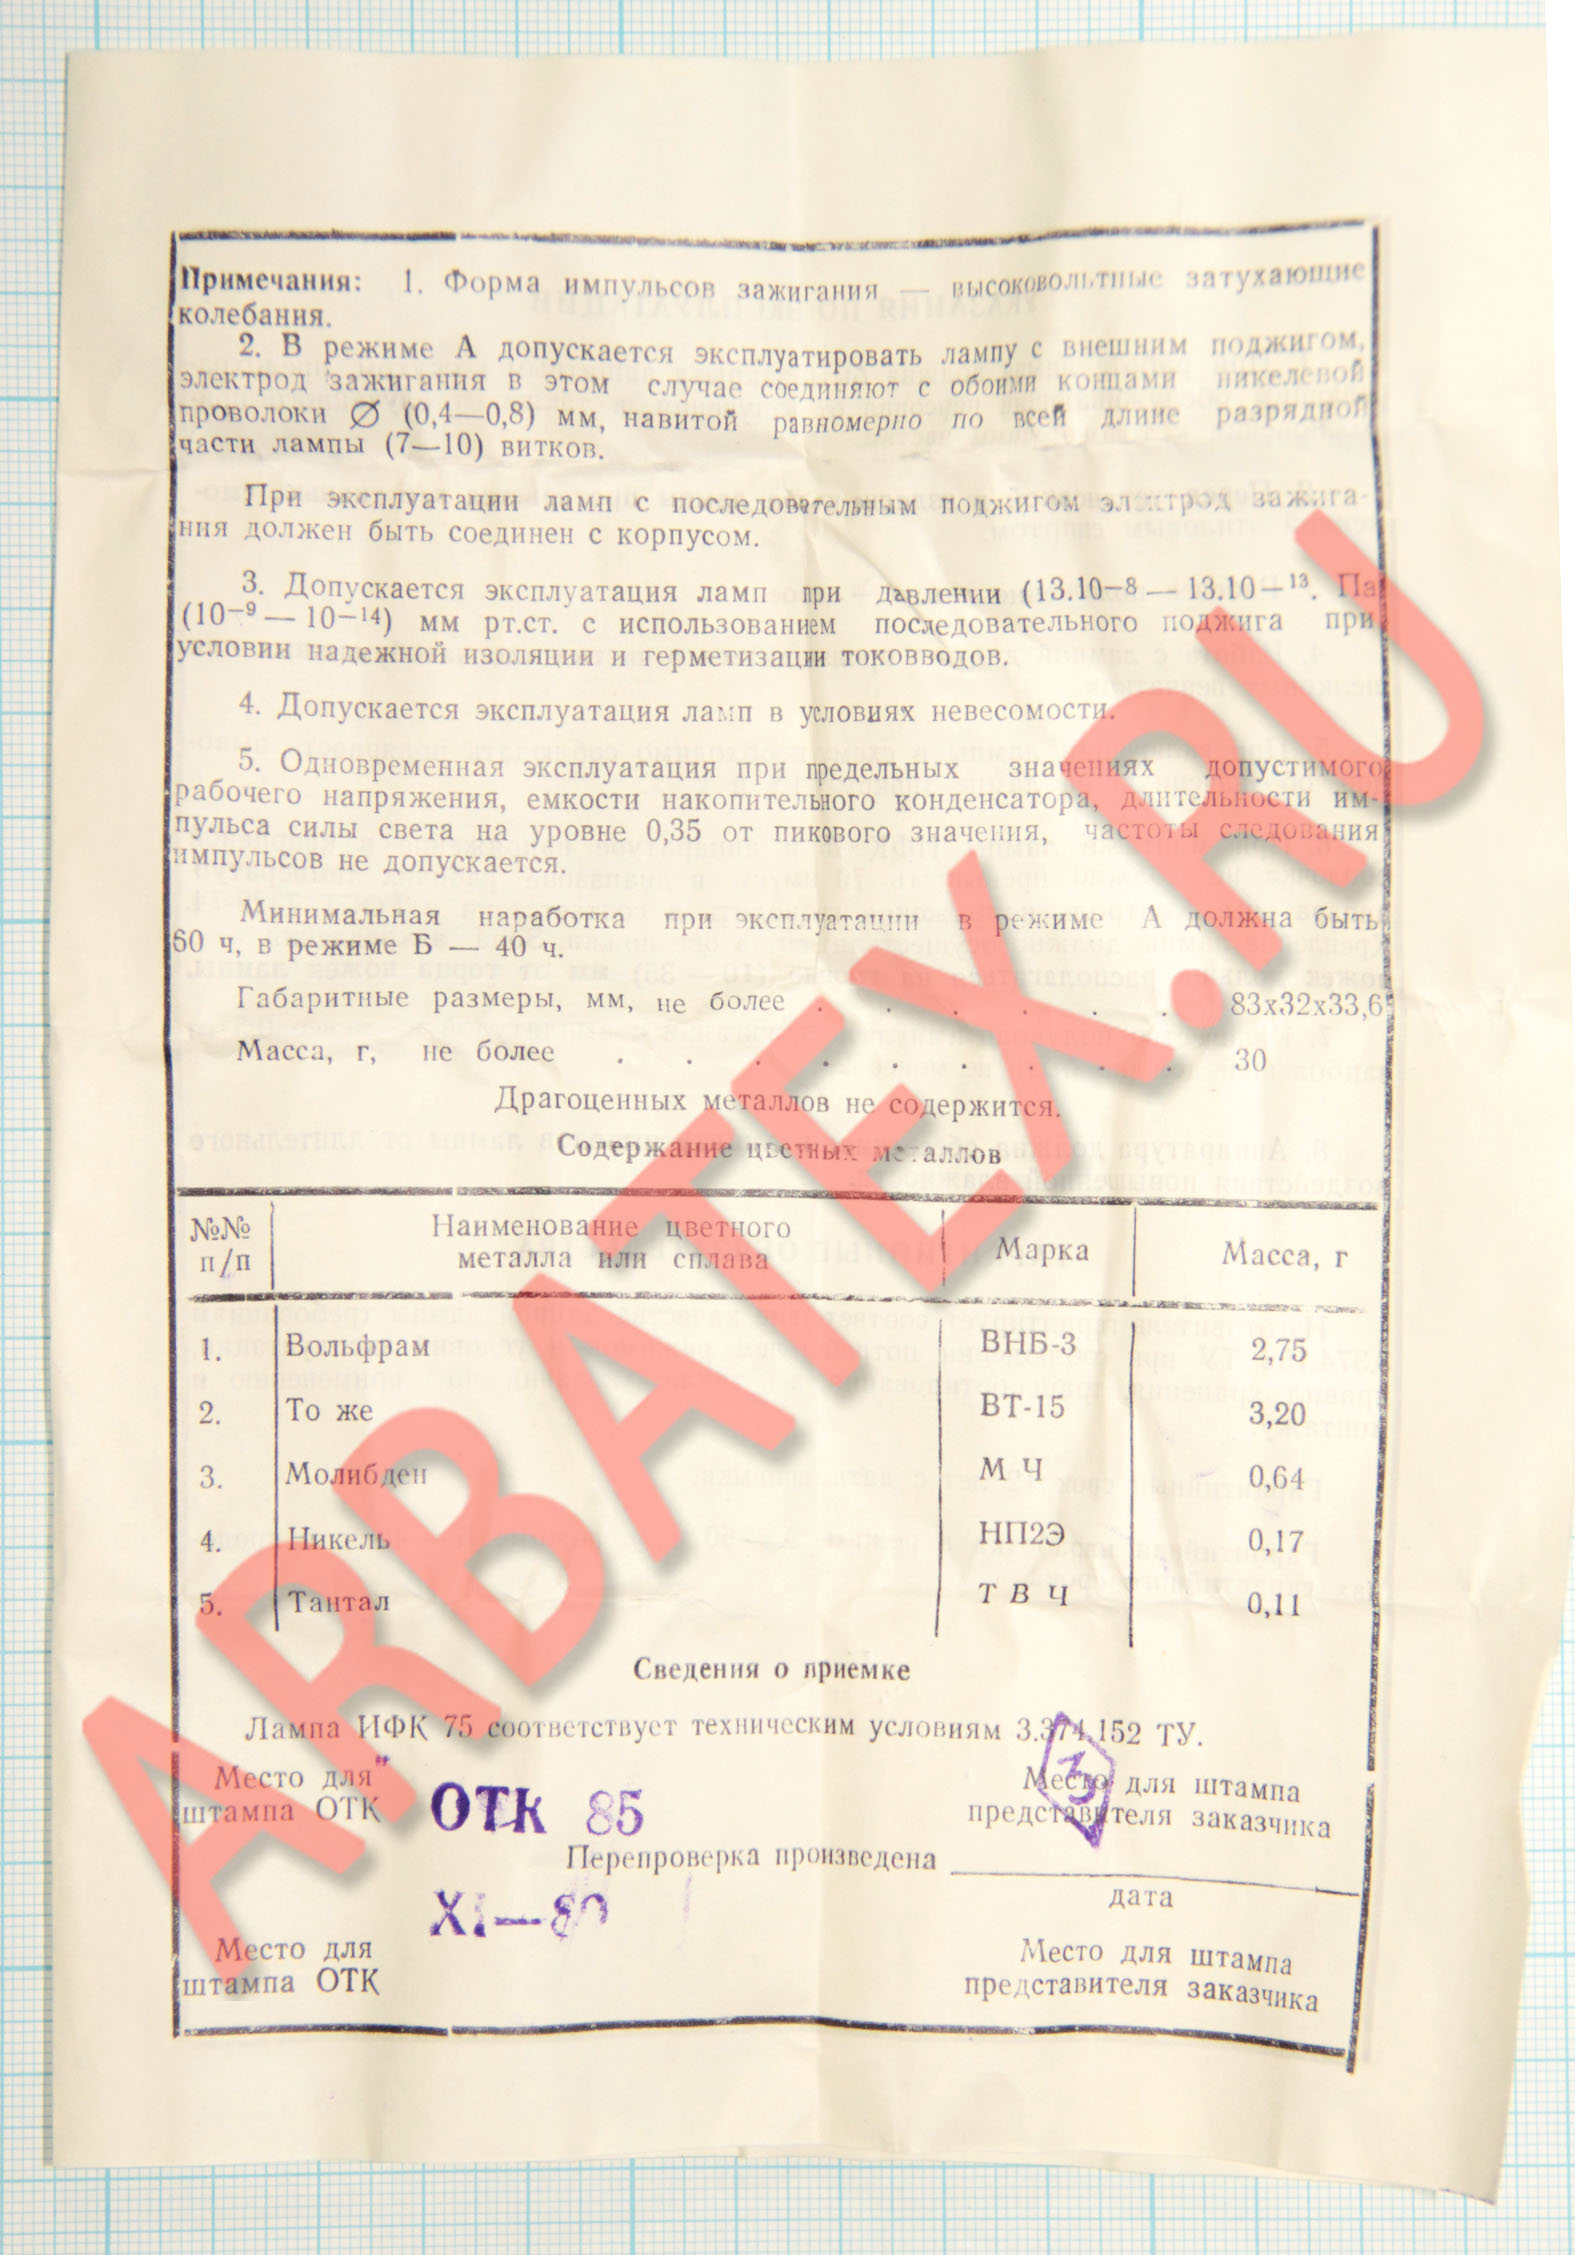 Примечания: 1. Форма импульсов зажигания — высоковольтные затухающие
колебания.
2. В режиме А допускается эксплуатировать лампу с внешним поджигом,
электрод зажигания в этом случае соединяют с обоими концами никелевой
проволоки ∅ (0,4—0,8) мм, навитой равномерно по всей длине разрядной
части лампы (7—10) витков.
При эксплуатации ламп с последовательным поджигом электрод зажига-
ния должен быть соединен с корпусом.
3. Допускается эксплуатация ламп при давлении (13.10⁻⁸ — 13.10⁻¹³. Па
(10⁻⁹ — 10⁻¹⁴) мм рт.ст. с использованием последовательного поджига при
условии надежной изоляции и герметизации токовводов.
4. Допускается эксплуатация ламп в условиях невесомости.
5. Одновременная эксплуатация при предельных значениях допустимого
рабочего напряжения, емкости накопительного конденсатора, длительности им-
пульса силы света на уровне 0,35 от пикового значения, частоты следования
импульсов не допускается.
Минимальная наработка при эксплуатации в режиме А должна быть
60 ч, в режиме Б — 40 ч.
Габаритные размеры, мм, не более . . . . . . 83х32х33,6
Масса, г, не более . . . . . . . . . 30
Драгоценных металлов не содержится.
Содержание цветных металлов
№№ п/п Наименование цветного металла или сплава Марка Масса, г
1. Вольфрам ВНБ-3 2,75
2. То же ВТ-15 3,20
3. Молибден М Ч 0,64
4. Никель НП2Э 0,17
5. Тантал Т В Ч 0,11
Сведения о приемке
Лампа ИФК 75 соответствует техническим условиям 3.374.152 ТУ.
Место для
штампа ОТК
ОТК 85
З
Место для штампа
представителя заказчика
Перепроверка произведена
дата
XI—89
Место для
штампа ОТК
Место для штампа
представителя заказчика
ARBATEX.RU